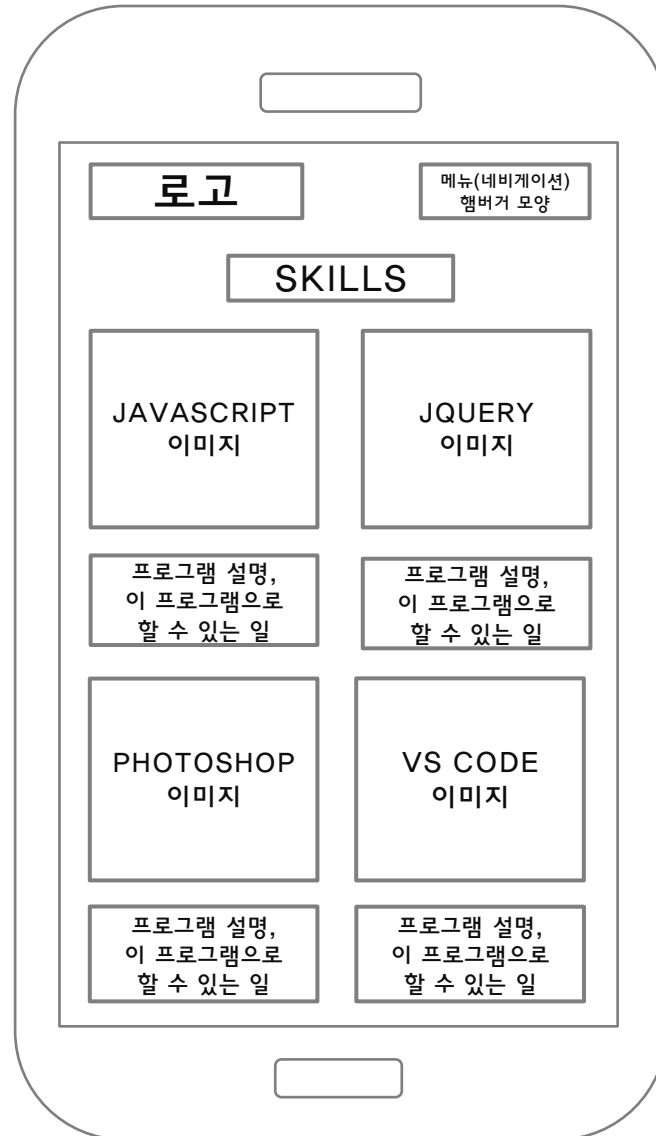 로고
메뉴(네비게이션)
햄버거 모양
SKILLS
JAVASCRIPT
이미지
JQUERY
이미지
프로그램 설명,
이 프로그램으로
할 수 있는 일
프로그램 설명,
이 프로그램으로
할 수 있는 일
PHOTOSHOP
이미지
VS CODE
이미지
프로그램 설명,
이 프로그램으로
할 수 있는 일
프로그램 설명,
이 프로그램으로
할 수 있는 일